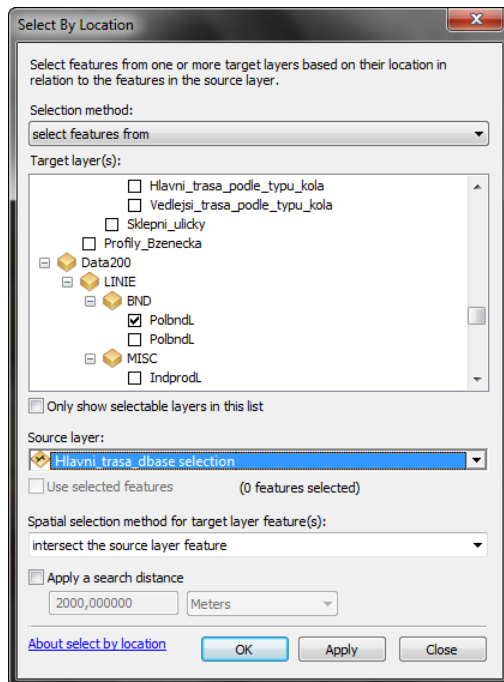 Select By Location
Select features from one or more target layers based on their location in
relation to the features in the source layer.
Selection method:
select features from
Target layer(s):
Hlavni_trasa_podle_typu_kola
Vedlejsi_trasa_podle_typu_kola
Sklepni_ulicky
Profily_Bzenecka
Data200
LINIE
BND
PolbndL
PolbndL
MISC
IndprodL
Only show selectable layers in this list
Source layer:
Hlavni_trasa_dbase selection
Use selected features (0 features selected)
Spatial selection method for target layer feature(s):
intersect the source layer feature
Apply a search distance
2000,000000 Meters
About select by location OK Apply Close